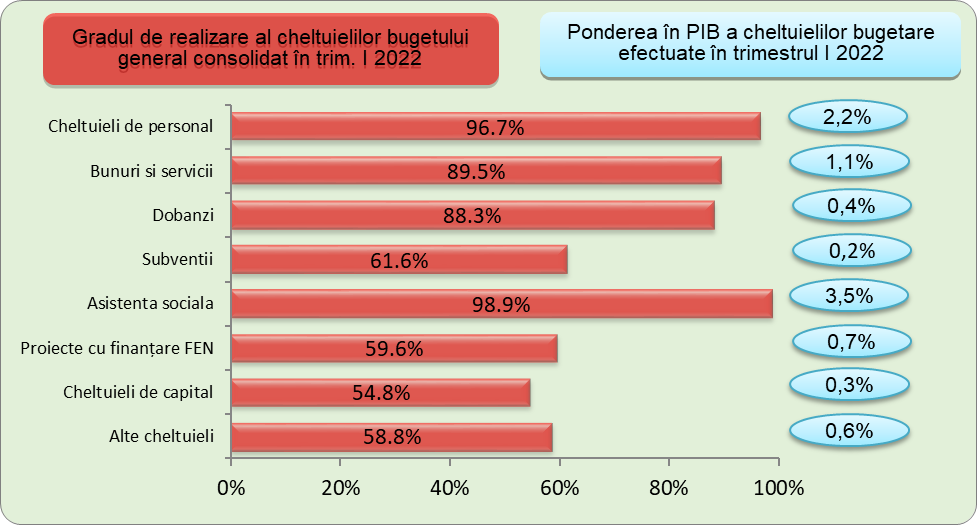 Gradul de realizare al cheltuielilor bugetului
general consolidat în trim. I 2022
Ponderea în PIB a cheltuielilor bugetare
efectuate în trimestrul I 2022
Cheltuieli de personal 96.7% 2,2%
Bunuri si servicii 89.5% 1,1%
Dobanzi 88.3% 0,4%
Subventii 61.6% 0,2%
Asistenta sociala 98.9% 3,5%
Proiecte cu finanțare FEN 59.6% 0,7%
Cheltuieli de capital 54.8% 0,3%
Alte cheltuieli 58.8% 0,6%
0% 20% 40% 60% 80% 100%